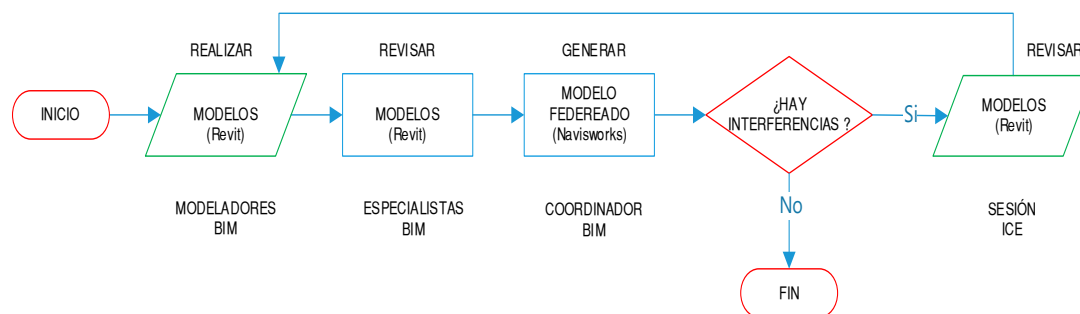 REALIZAR
REVISAR
GENERAR
REVISAR
INICIO
MODELOS
(Revit)
MODELOS
(Revit)
MODELO
FEDEREADO
(Navisworks)
¿HAY
INTERFERENCIAS ?
Si
MODELOS
(Revit)
MODELADORES
BIM
ESPECIALISTAS
BIM
COORDINADOR
BIM
No
SESIÓN
ICE
FIN